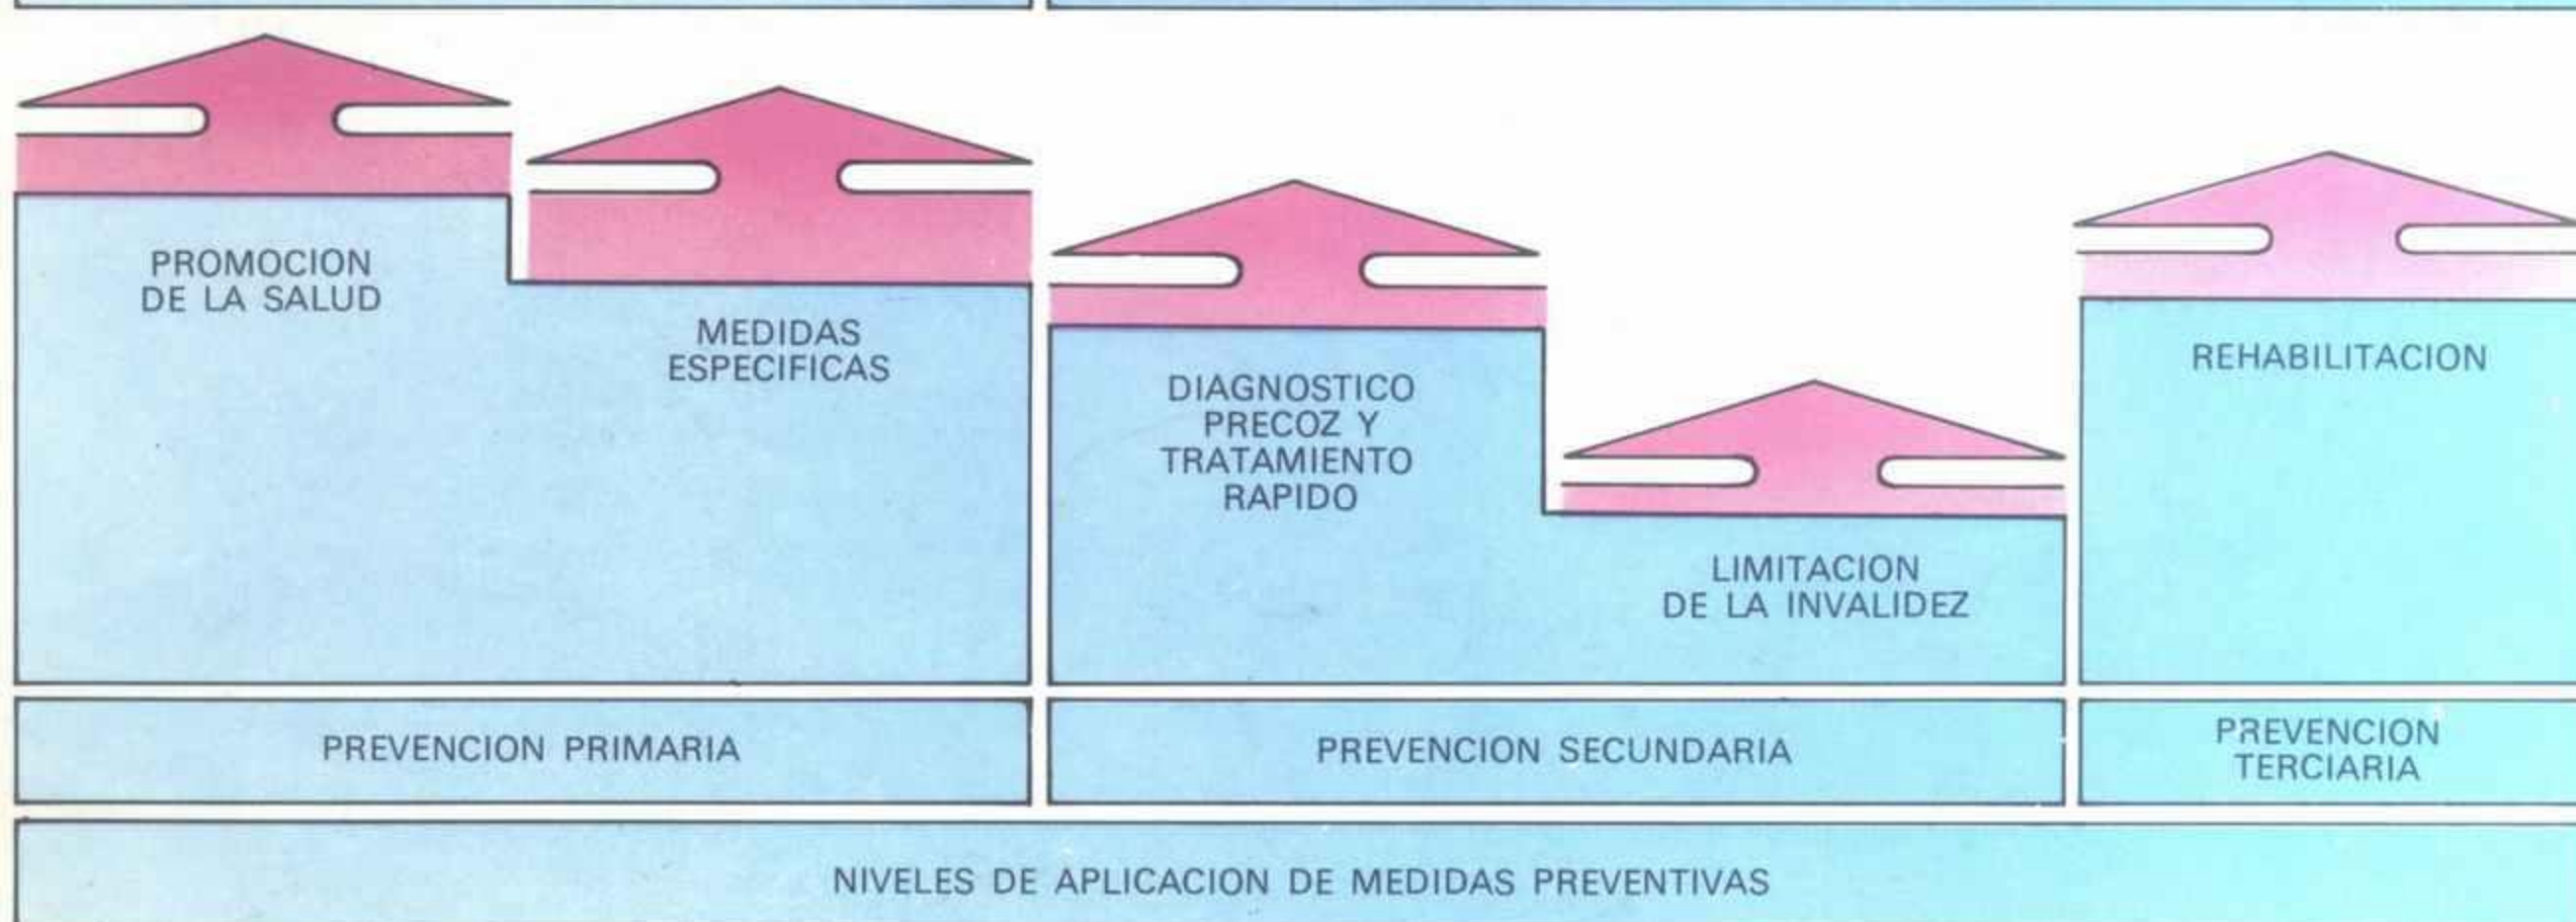 PROMOCION
DE LA SALUD
MEDIDAS
ESPECIFICAS
DIAGNOSTICO
PRECOZ Y
TRATAMIENTO
RAPIDO
LIMITACION
DE LA INVALIDEZ
REHABILITACION
PREVENCION PRIMARIA
PREVENCION SECUNDARIA
PREVENCION
TERCIARIA
NIVELES DE APLICACION DE MEDIDAS PREVENTIVAS